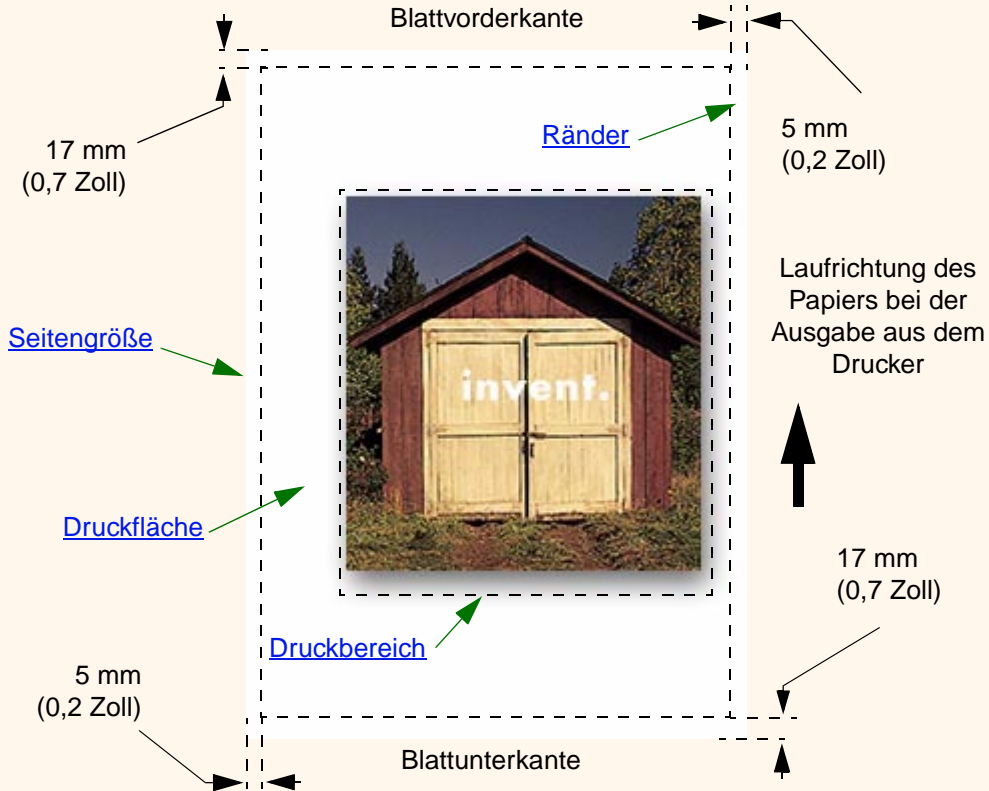 Blattvorderkante
17 mm
(0,7 Zoll)
Ränder
5 mm
(0,2 Zoll)
Laufrichtung des
Papiers bei der
Ausgabe aus dem
Drucker
Seitengröße
invent.
Druckfläche
17 mm
(0,7 Zoll)
Druckbereich
5 mm
(0,2 Zoll)
Blattunterkante